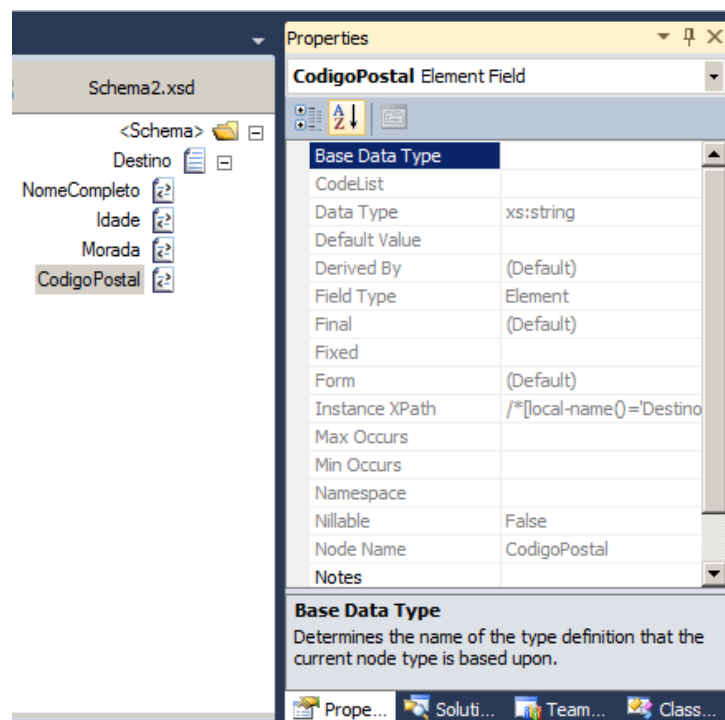 Schema2.xsd
<Schema>
Destino
NomeCompleto
Idade
Morada
CodigoPostal
Properties
CodigoPostal Element Field
Base Data Type
CodeList
Data Type xs:string
Default Value
Derived By (Default)
Field Type Element
Final (Default)
Fixed
Form (Default)
Instance XPath /*[local-name()='Destino
Max Occurs
Min Occurs
Namespace
Nillable False
Node Name CodigoPostal
Notes
Base Data Type
Determines the name of the type definition that the
current node type is based upon.
Prope... Soluti... Team... Class...